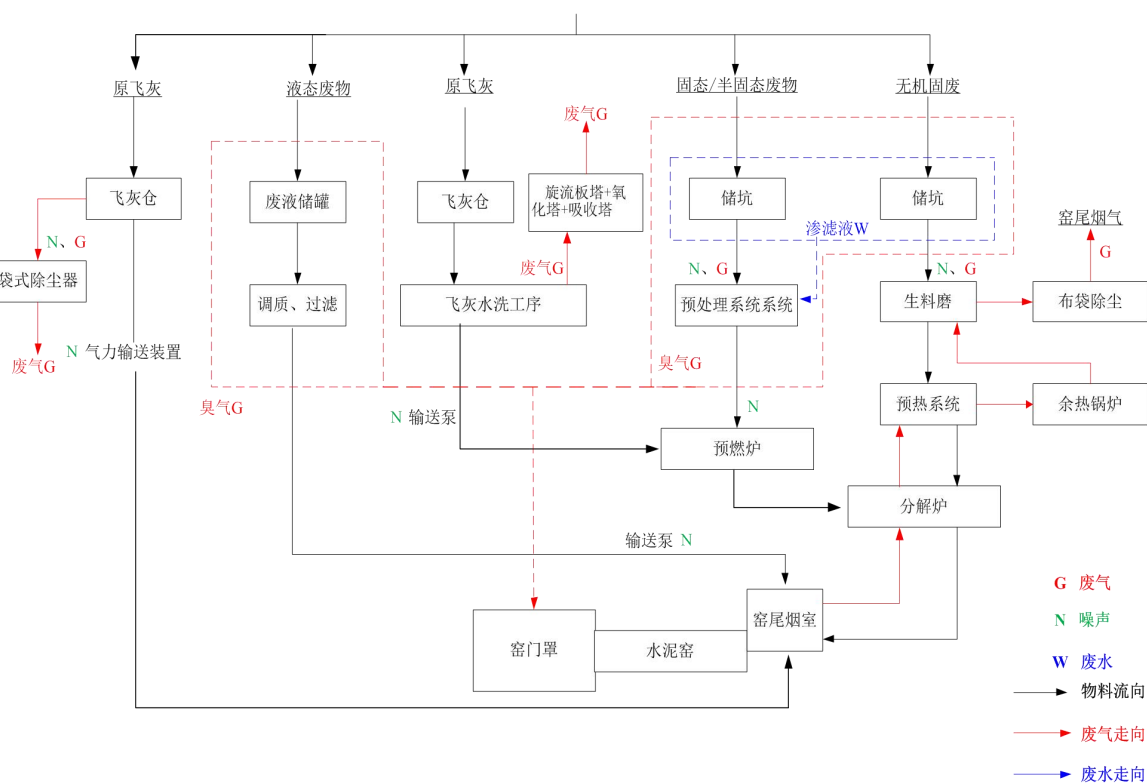 原飞灰
液态废物
原飞灰
固态/半固态废物
无机固废
废气G
飞灰仓
废液储罐
飞灰仓
旋流板塔+氧
化塔+吸收塔
储坑
储坑
渗滤液W
窑尾烟气
N、G
G
袋式除尘器
废气G
N、G
N、G
调质、过滤
飞灰水洗工序
预处理系统系统
生料磨
布袋除尘
N 气力输送装置
废气G
臭气G
臭气G
预热系统
余热锅炉
N 输送泵
N
预燃炉
分解炉
输送泵 N
窑门罩
水泥窑
窑尾烟室
G 废气
N 噪声
W 废水
物料流向
废气走向
废水走向